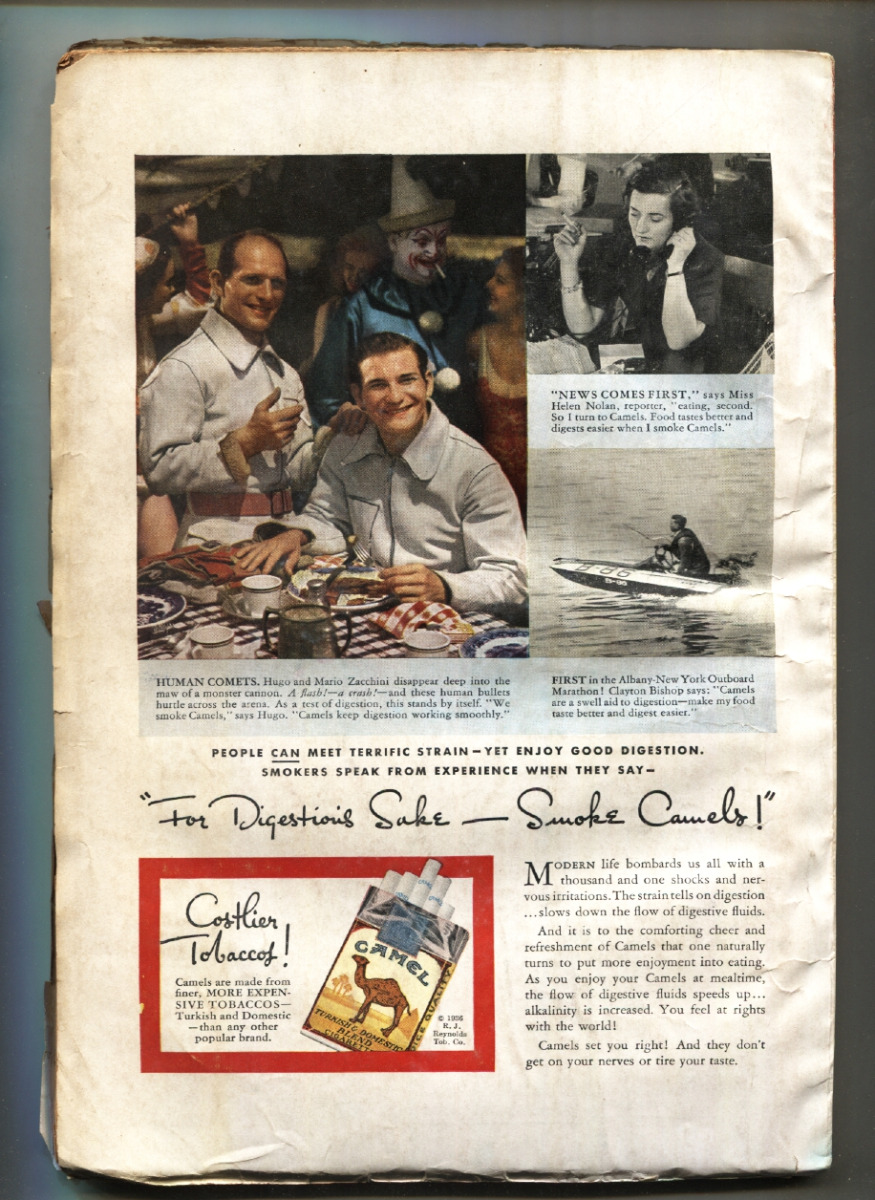 "NEWS COMES FIRST," says Miss
Helen Nolan, reporter, "eating, second.
So I turn to Camels. Food tastes better and
digests easier when I smoke Camels."
B-98
HUMAN COMETS. Hugo and Mario Zacchini disappear deep into the
maw of a monster cannon. A flash!—a crash!—and these human bullets
hurtle across the arena. As a test of digestion, this stands by itself. "We
smoke Camels," says Hugo. "Camels keep digestion working smoothly."
FIRST in the Albany-New York Outboard
Marathon! Clayton Bishop says: "Camels
are a swell aid to digestion—make my food
taste better and digest easier."
PEOPLE CAN MEET TERRIFIC STRAIN—YET ENJOY GOOD DIGESTION.
SMOKERS SPEAK FROM EXPERIENCE WHEN THEY SAY—
"For Digestion's Sake — Smoke Camels!"
Costlier
Tobaccos!
Camels are made from
finer, MORE EXPEN-
SIVE TOBACCOS—
Turkish and Domestic
—than any other
popular brand.
CAMEL
TURKISH & DOMESTIC
BLEND
CIGARETTES
CHOICE QUALITY
© 1936
R. J.
Reynolds
Tob. Co.
MODERN life bombards us all with a
thousand and one shocks and ner-
vous irritations. The strain tells on digestion
...slows down the flow of digestive fluids.
And it is to the comforting cheer and
refreshment of Camels that one naturally
turns to put more enjoyment into eating.
As you enjoy your Camels at mealtime,
the flow of digestive fluids speeds up...
alkalinity is increased. You feel at rights
with the world!
Camels set you right! And they don't
get on your nerves or tire your taste.